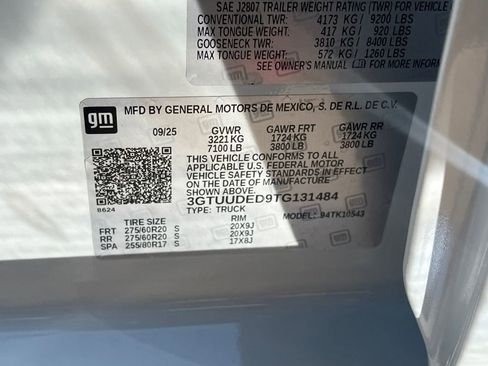 SAE J2807 TRAILER WEIGHT RATING (TWR) FOR VEHICLE
CONVENTIONAL TWR: 4173 KG / 9200 LBS
MAX TONGUE WT: 417 KG / 920 LBS
GOOSENECK TWR: 3810 KG / 8400 LBS
MAX TONGUE WT: 572 KG / 1260 LBS
SEE OWNER'S MANUAL FOR
gm
MFD BY GENERAL MOTORS DE MEXICO, S. DE R.L. DE C.V.
09/25 GVWR GAWR FRT GAWR RR
3221 KG 1724 KG 1724 KG
7100 LB 3800 LB 3800 LB
THIS VEHICLE CONFORMS TO ALL
APPLICABLE U.S. FEDERAL MOTOR
VEHICLE SAFETY STANDARDS IN
EFFECT ON THE DATE OF MANUFACTURE
SHOWN ABOVE.
3GTUUDED9TG131484
TYPE: TRUCK MODEL: 94TK10543
B624
TIRE SIZE RIM
FRT 275/60R20 S 20X9J
RR 275/60R20 S 20X9J
SPA 255/80R17 S 17X8J